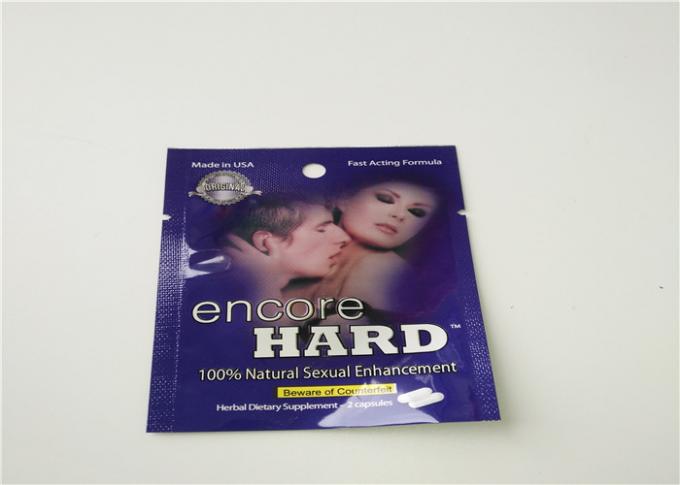 Made in USA
Fast Acting Formula
ORIGINAL
encore
HARD™
100% Natural Sexual Enhancement
Beware of Counterfeit
Herbal Dietary Supplement - 2 capsules